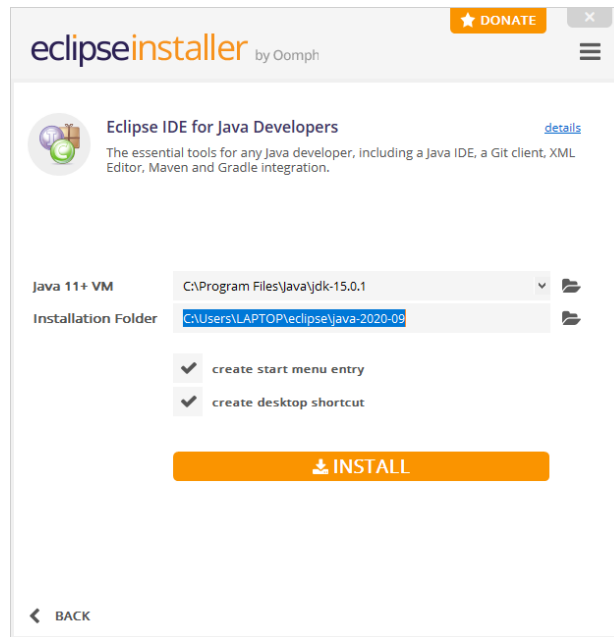 DONATE
eclipseinstaller by Oomph
Eclipse IDE for Java Developers details
The essential tools for any Java developer, including a Java IDE, a Git client, XML
Editor, Maven and Gradle integration.
Java 11+ VM C:\Program Files\Java\jdk-15.0.1
Installation Folder C:\Users\LAPTOP\eclipse\java-2020-09
create start menu entry
create desktop shortcut
INSTALL
BACK